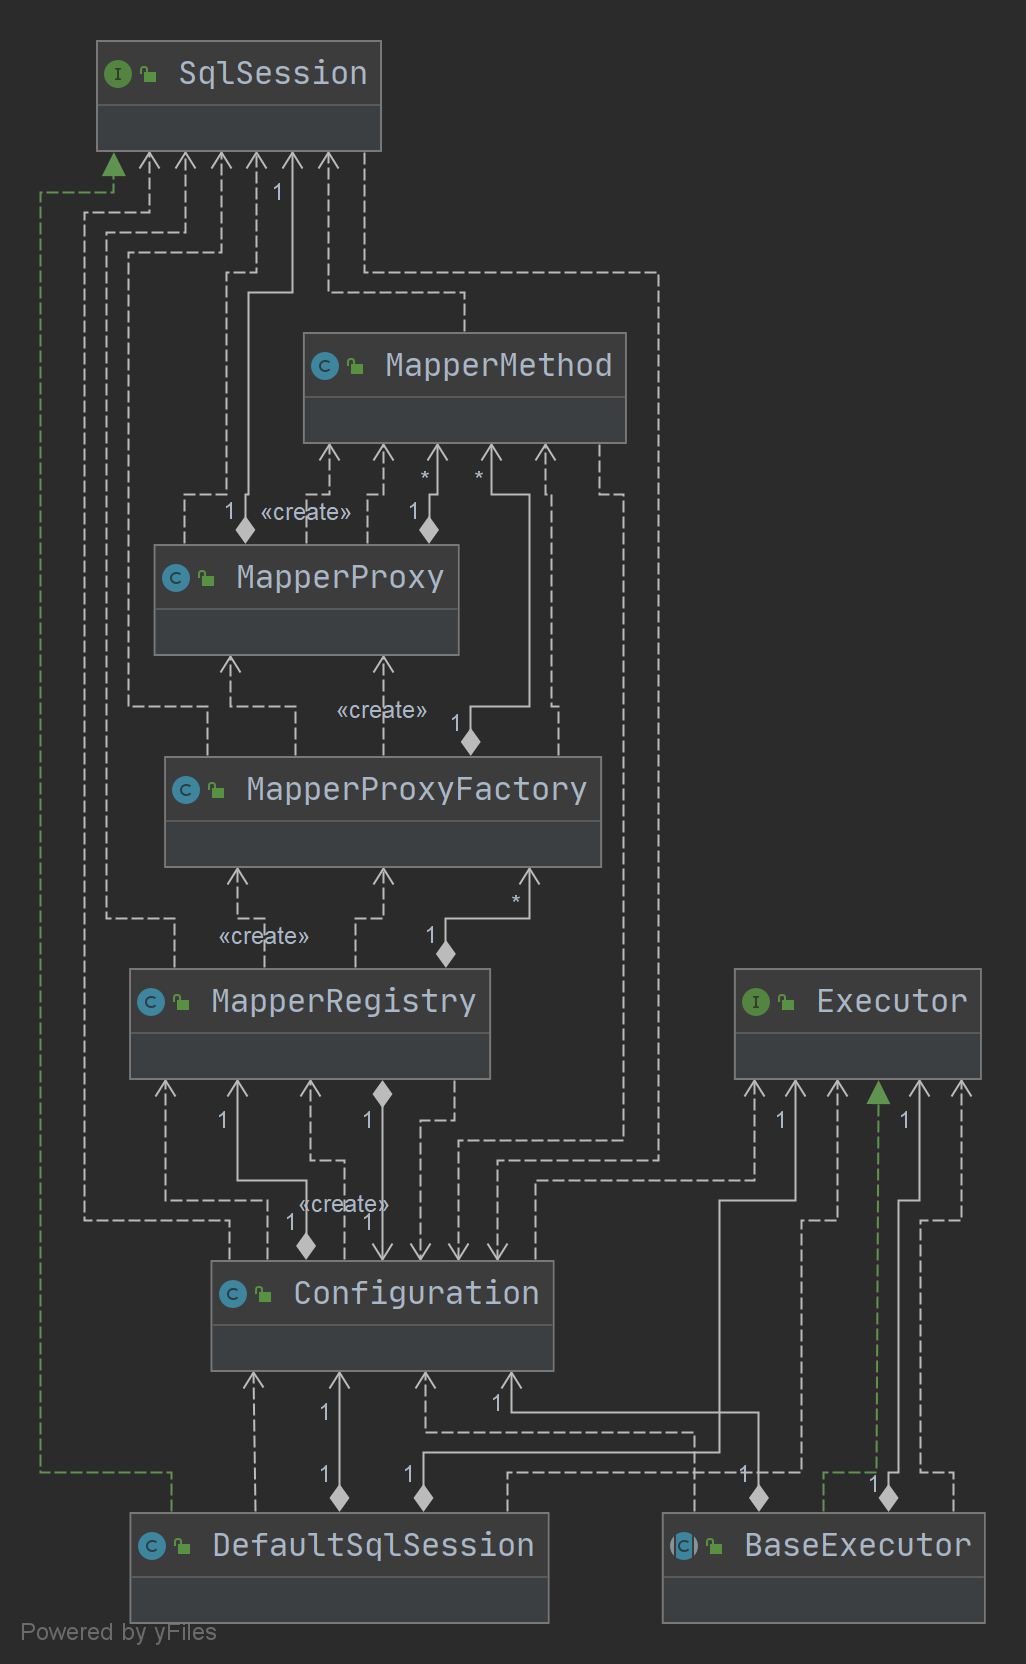 I SqlSession
1
C MapperMethod
* *
1 «create» 1
C MapperProxy
«create» 1
C MapperProxyFactory
*
«create» 1
C MapperRegistry
I Executor
1 1 1 1
«create»
1 1
C Configuration
1 1
1 1 1 1
C DefaultSqlSession
C BaseExecutor
Powered by yFiles